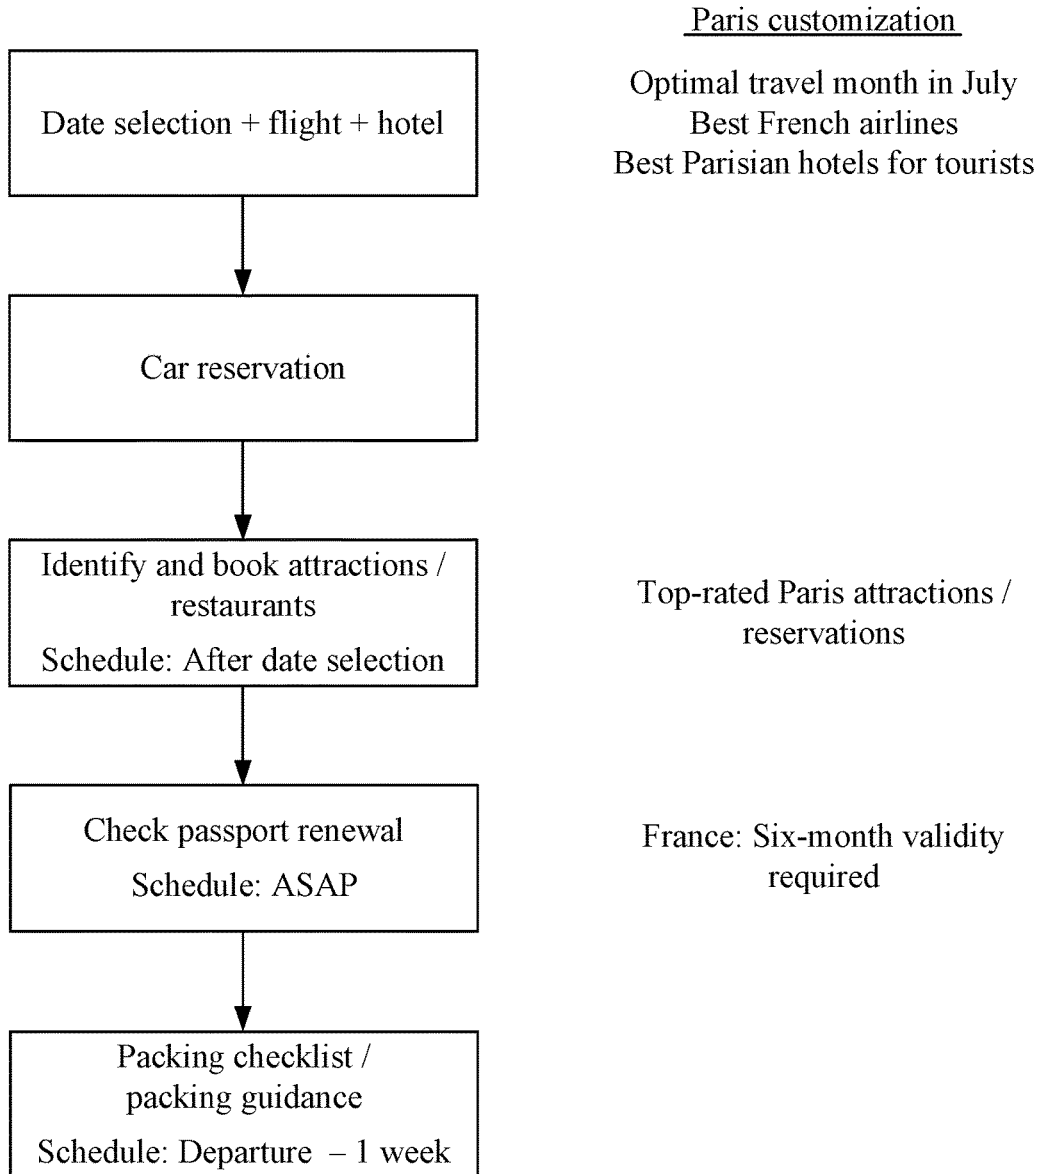 Paris customization
Date selection + flight + hotel
Optimal travel month in July
Best French airlines
Best Parisian hotels for tourists
Car reservation
Identify and book attractions /
restaurants
Schedule: After date selection
Top-rated Paris attractions /
reservations
Check passport renewal
Schedule: ASAP
France: Six-month validity
required
Packing checklist /
packing guidance
Schedule: Departure – 1 week